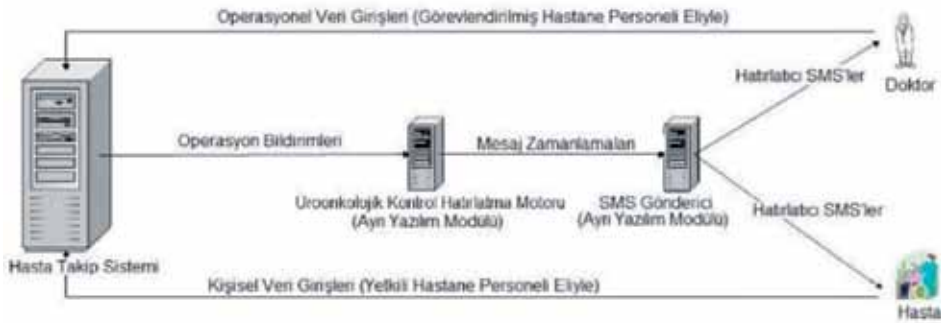 Operasyonel Veri Girişleri (Görevlendirilmiş Hastane Personeli Eliyle)
Hatırlatıcı SMS'ler
Doktor
Operasyon Bildirimleri
Mesaj Zamanlamaları
Üroonkolojik Kontrol Hatırlatma Motoru
(Ayrı Yazılım Modülü)
SMS Gönderici
(Ayrı Yazılım Modülü)
Hatırlatıcı SMS'ler
Hasta Takip Sistemi
Kişisel Veri Girişleri (Yetkili Hastane Personeli Eliyle)
Hasta